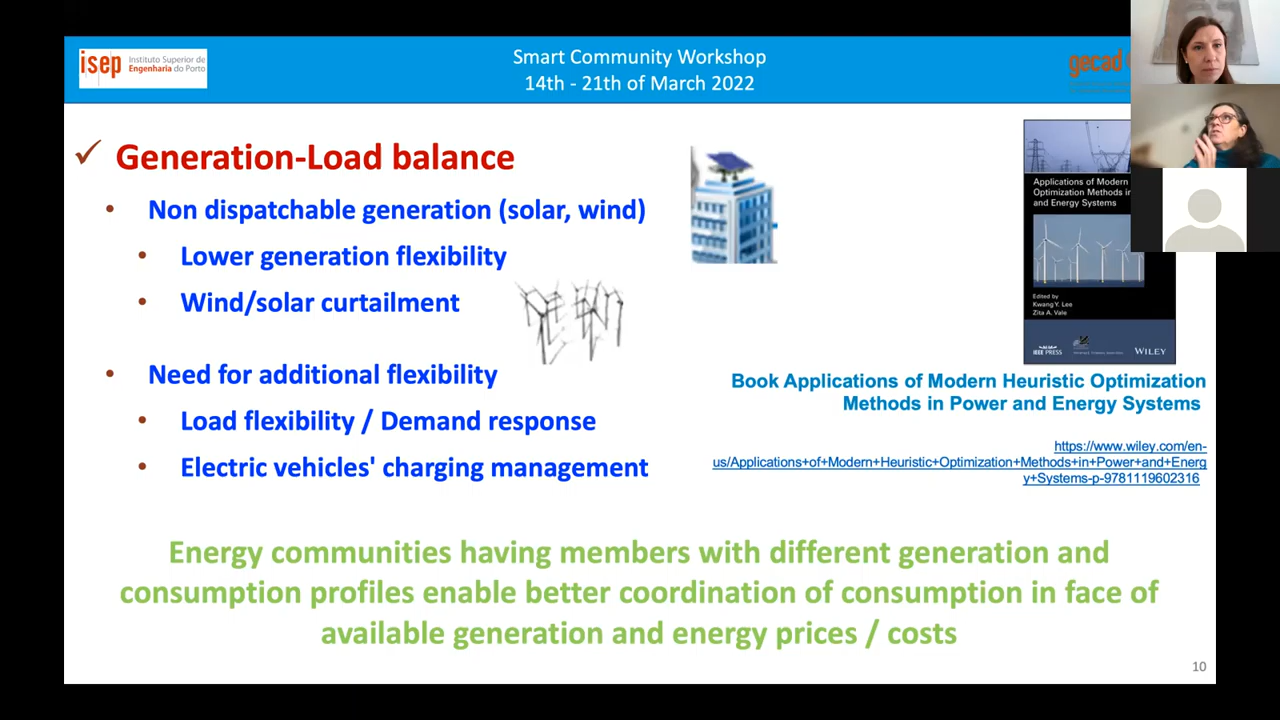 isep Instituto Superior de
Engenharia do Porto
Smart Community Workshop
14th - 21th of March 2022
gecad
✓ Generation-Load balance
• Non dispatchable generation (solar, wind)
• Lower generation flexibility
• Wind/solar curtailment
• Need for additional flexibility
• Load flexibility / Demand response
• Electric vehicles' charging management
Applications of Modern
Optimization Methods in
and Energy Systems
Edited by
Kwang Y. Lee
Zita A. Vale
IEEE PRESS
WILEY
Book Applications of Modern Heuristic Optimization
Methods in Power and Energy Systems
https://www.wiley.com/en-
us/Applications+of+Modern+Heuristic+Optimization+Methods+in+Power+and+Energ
y+Systems-p-9781119602316
Energy communities having members with different generation and
consumption profiles enable better coordination of consumption in face of
available generation and energy prices / costs
10